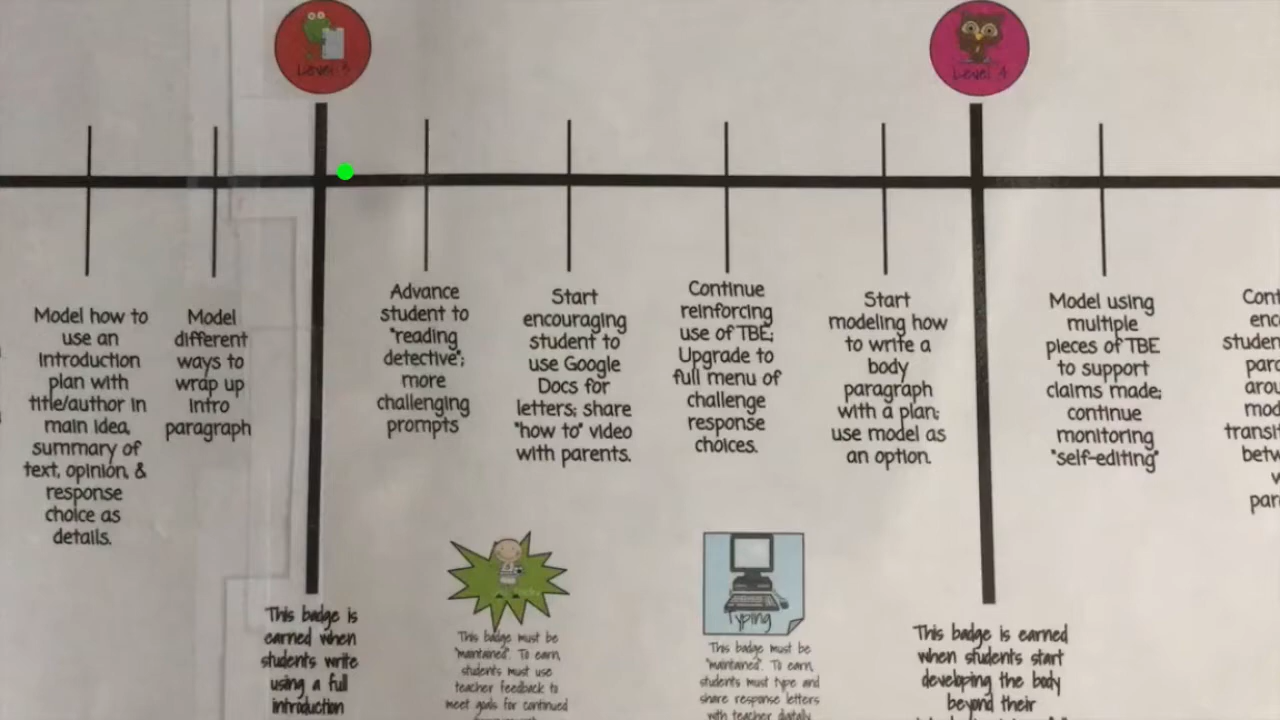 Level 3
Level 4
Model how to
use an
introduction
plan with
title/author in
main idea,
summary of
text, opinion, &
response
choice as
details.
Model
different
ways to
wrap up
intro
paragraph
Advance
student to
"reading
detective";
more
challenging
prompts
Start
encouraging
student to
use Google
Docs for
letters; share
"how to" video
with parents.
Continue
reinforcing
use of TBE;
Upgrade to
full menu of
challenge
response
choices.
Start
modeling how
to write a
body
paragraph
with a plan;
use model as
an option.
Model using
multiple
pieces of TBE
to support
claims made;
continue
monitoring
"self-editing"
This badge is
earned when
students write
using a full
introduction
This badge must be
"maintained". To earn,
students must use
teacher feedback to
meet goals for continued
Typing
This badge must be
"maintained". To earn,
students must type and
share response letters
with teacher digitally
This badge is earned
when students start
developing the body
beyond their